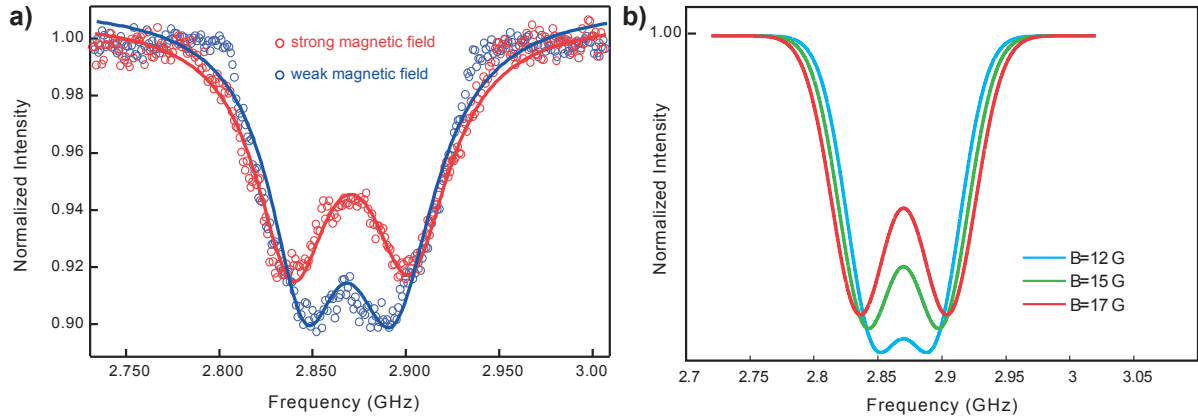 a)
1.00
0.98
0.96
0.94
0.92
0.90
Normalized Intensity
strong magnetic field
weak magnetic field
2.750
2.800
2.850
2.900
2.950
3.00
Frequency (GHz)
b)
1.00
Normalized Intensity
B=12 G
B=15 G
B=17 G
2.7
2.75
2.8
2.85
2.9
2.95
3
3.05
Frequency (GHz)